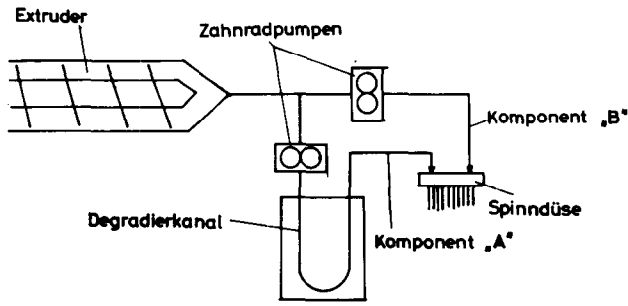 Extruder
Zahnradpumpen
Komponent „B"
Spinndüse
Degradierkanal
Komponent „A"